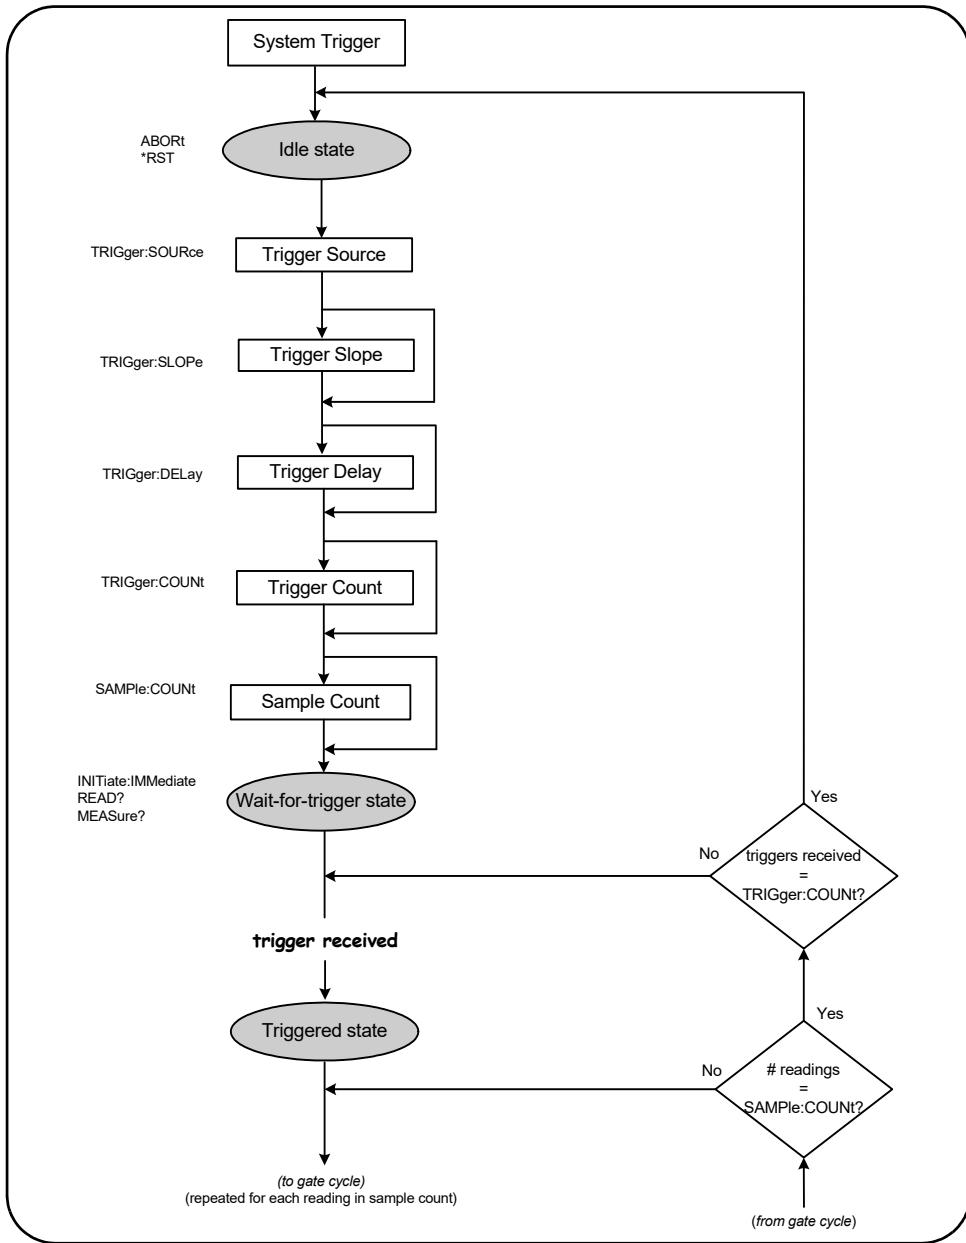 System Trigger
ABORt
*RST
Idle state
TRIGger:SOURce
Trigger Source
TRIGger:SLOPe
Trigger Slope
TRIGger:DELay
Trigger Delay
TRIGger:COUNt
Trigger Count
SAMPle:COUNt
Sample Count
INITiate:IMMediate
READ?
MEASure?
Wait-for-trigger state
Yes
No
triggers received
=
TRIGger:COUNt?
trigger received
Yes
Triggered state
No
# readings
=
SAMPle:COUNt?
(to gate cycle)
(repeated for each reading in sample count)
(from gate cycle)